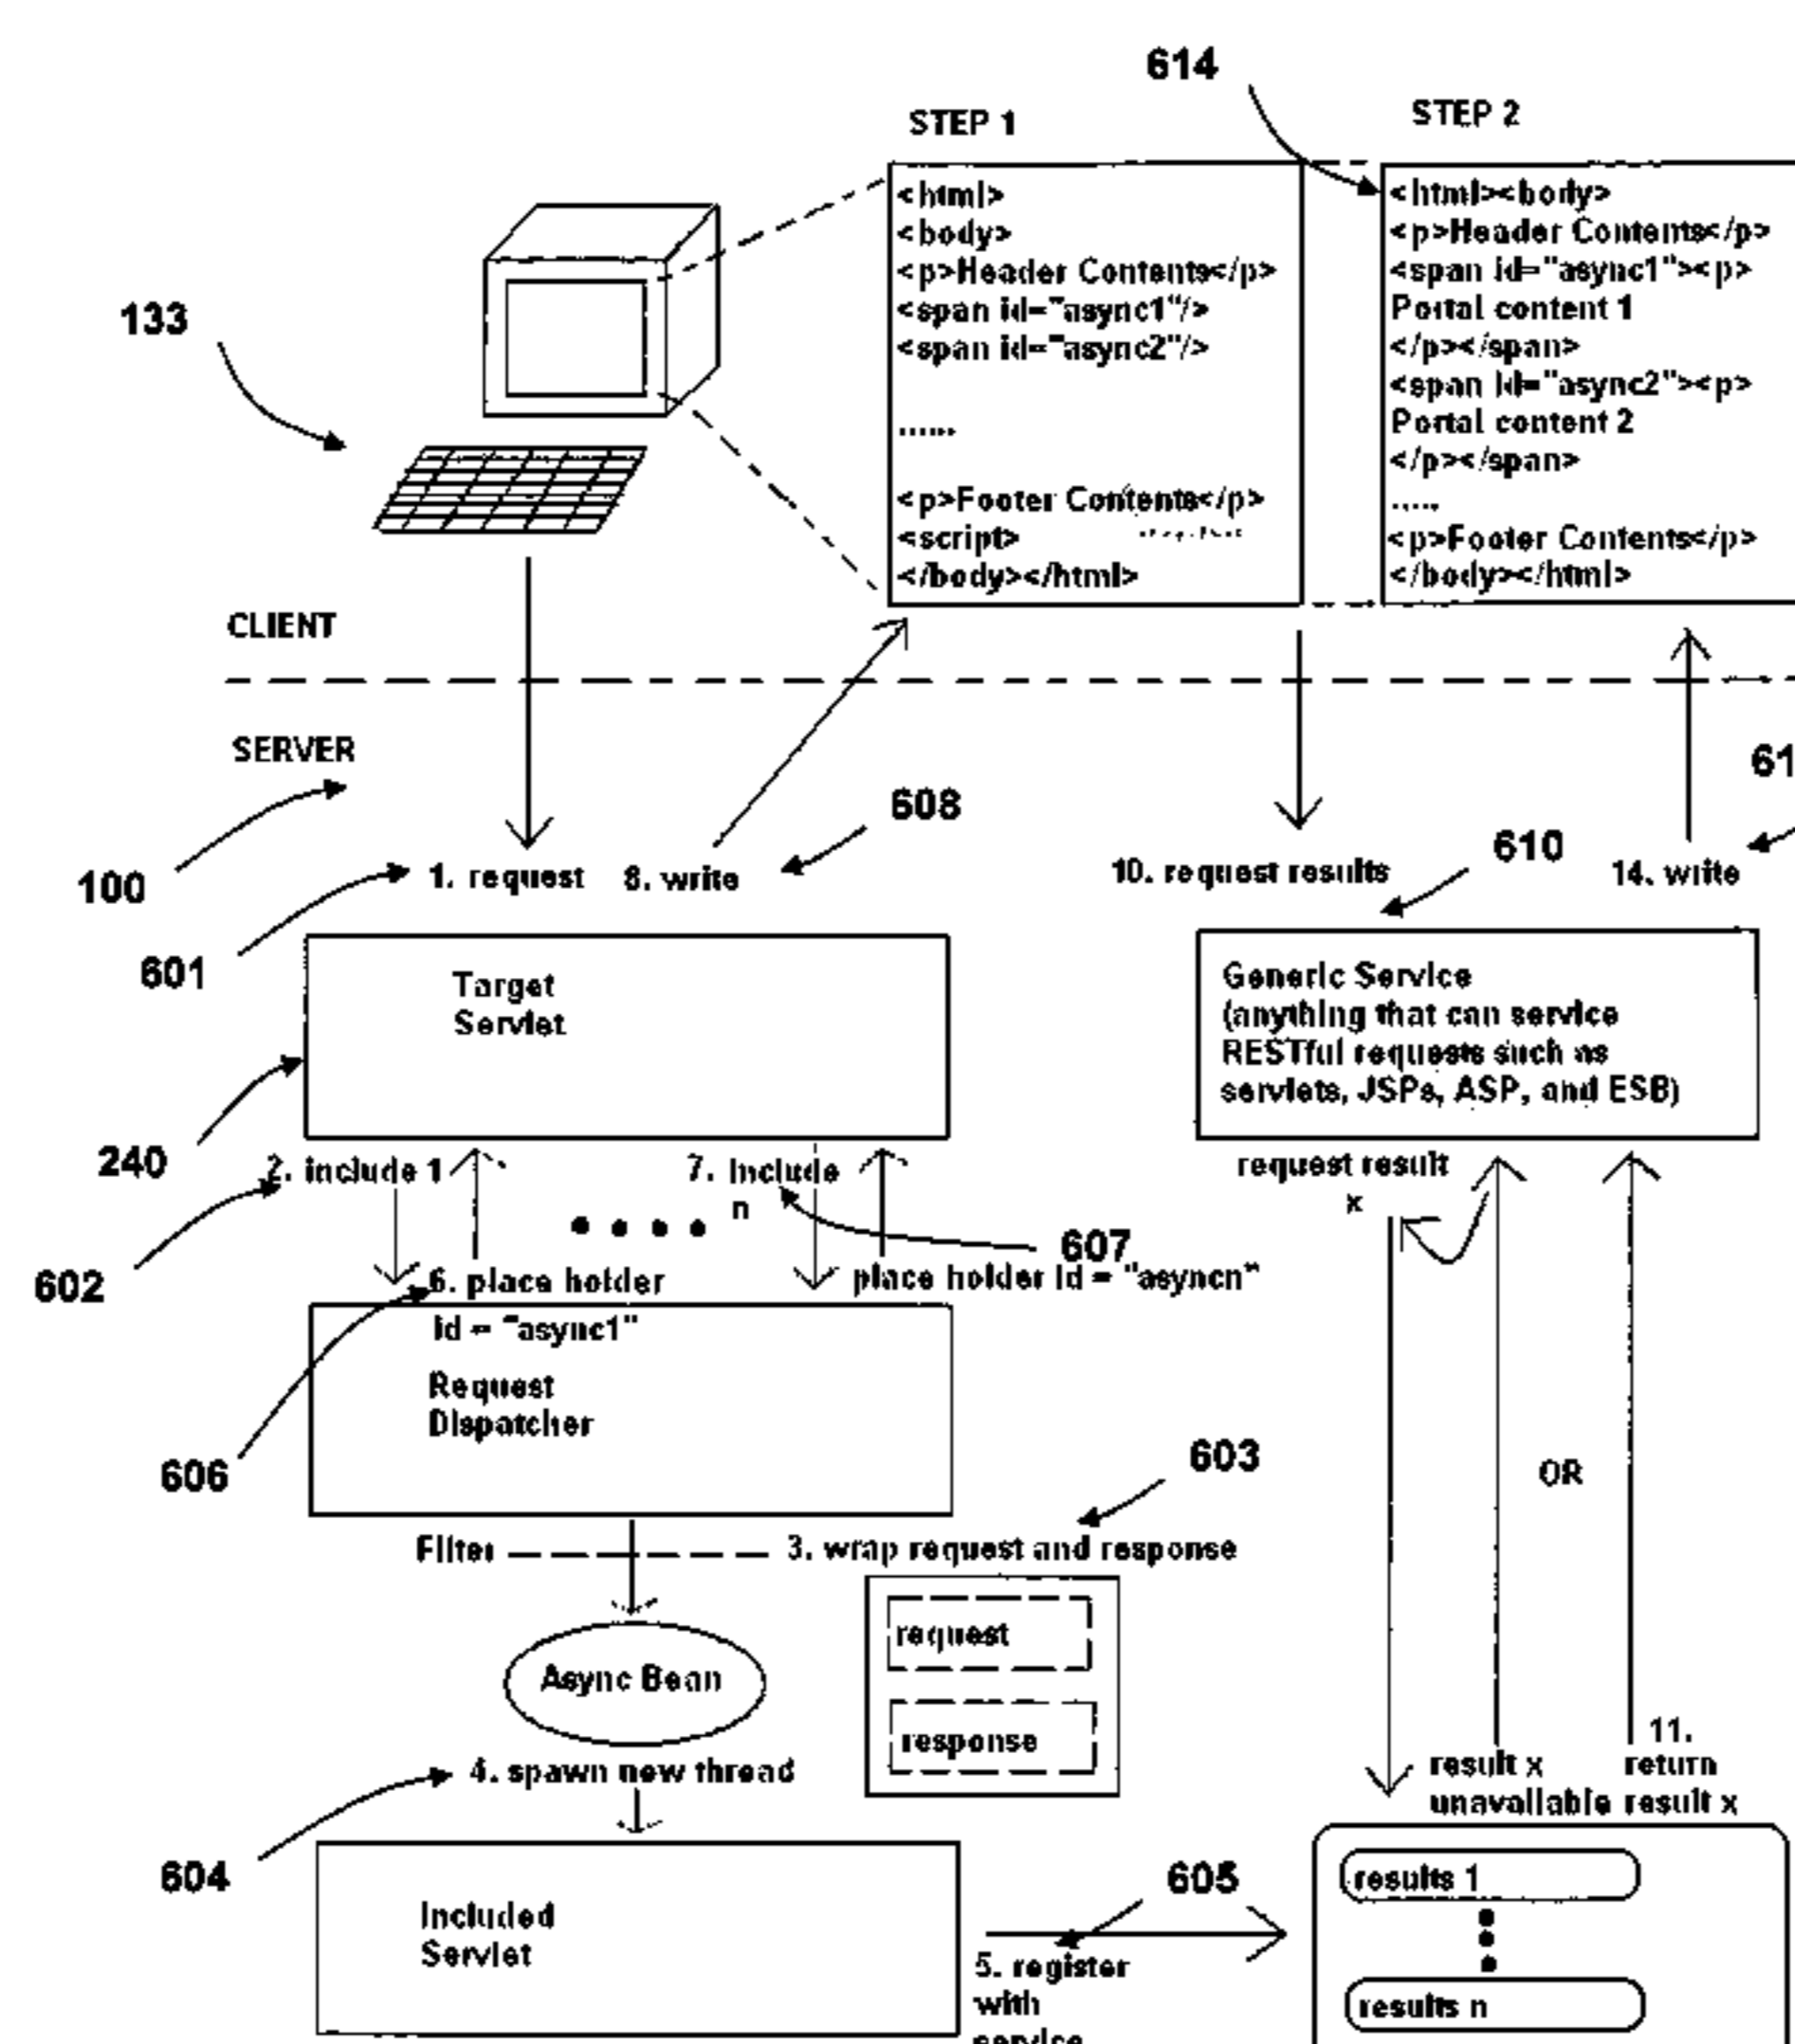 614
STEP 1
STEP 2
<html>
<body>
<p>Header Contents</p>
<span id="async1"/>
<span id="async2"/>
......
<p>Footer Contents</p>
<script>
</body></html>
<html><body>
<p>Header Contents</p>
<span id="async1"><p>
Portal content 1
</p></span>
<span id="async2"><p>
Portal content 2
</p></span>
.....
<p>Footer Contents</p>
</body></html>
133
CLIENT
SERVER
100
601
1. request
8. write
608
10. request results
610
14. write
61
Target
Servlet
240
Generic Service
(anything that can service
RESTful requests such as
servlets, JSPs, ASP, and ESB)
2. include 1
7. include
n
602
607
6. place holder
id = "async1"
place holder id = "asyncn"
request result
x
Request
Dispatcher
606
603
OR
Filter
3. wrap request and response
request
response
Async Bean
4. spawn new thread
604
result x
unavailable
11.
return
result x
Included
Servlet
605
5. register
with
service
results 1
results n